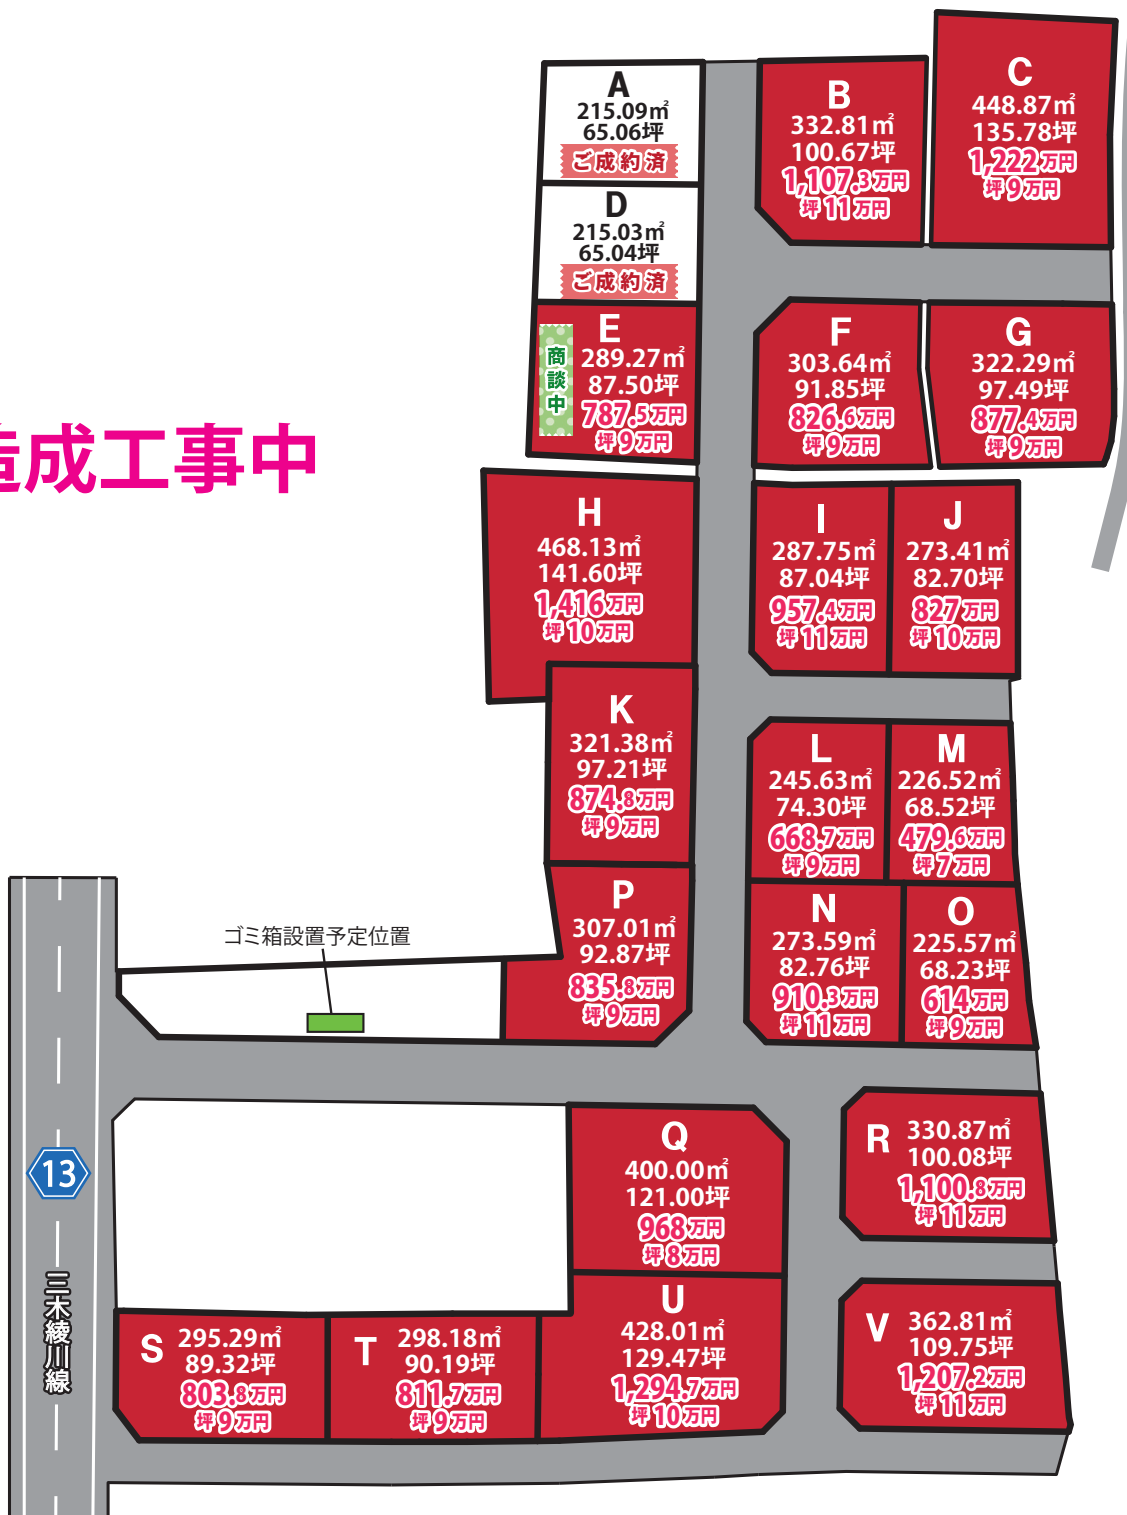 A
215.09㎡
65.06坪
ご成約済
B
332.81㎡
100.67坪
1,107.3万円
坪11万円
C
448.87㎡
135.78坪
1,222万円
坪9万円
D
215.03㎡
65.04坪
ご成約済
E
商談中
289.27㎡
87.50坪
787.5万円
坪9万円
F
303.64㎡
91.85坪
826.6万円
坪9万円
G
322.29㎡
97.49坪
877.4万円
坪9万円
造成工事中
H
468.13㎡
141.60坪
1,416万円
坪10万円
I
287.75㎡
87.04坪
957.4万円
坪11万円
J
273.41㎡
82.70坪
827万円
坪10万円
K
321.38㎡
97.21坪
874.8万円
坪9万円
L
245.63㎡
74.30坪
668.7万円
坪9万円
M
226.52㎡
68.52坪
479.6万円
坪7万円
P
307.01㎡
92.87坪
835.8万円
坪9万円
N
273.59㎡
82.76坪
910.3万円
坪11万円
O
225.57㎡
68.23坪
614万円
坪9万円
ゴミ箱設置予定位置
Q
400.00㎡
121.00坪
968万円
坪8万円
R
330.87㎡
100.08坪
1,100.8万円
坪11万円
13
三木綾川線
S
295.29㎡
89.32坪
803.8万円
坪9万円
T
298.18㎡
90.19坪
811.7万円
坪9万円
U
428.01㎡
129.47坪
1,294.7万円
坪10万円
V
362.81㎡
109.75坪
1,207.2万円
坪11万円